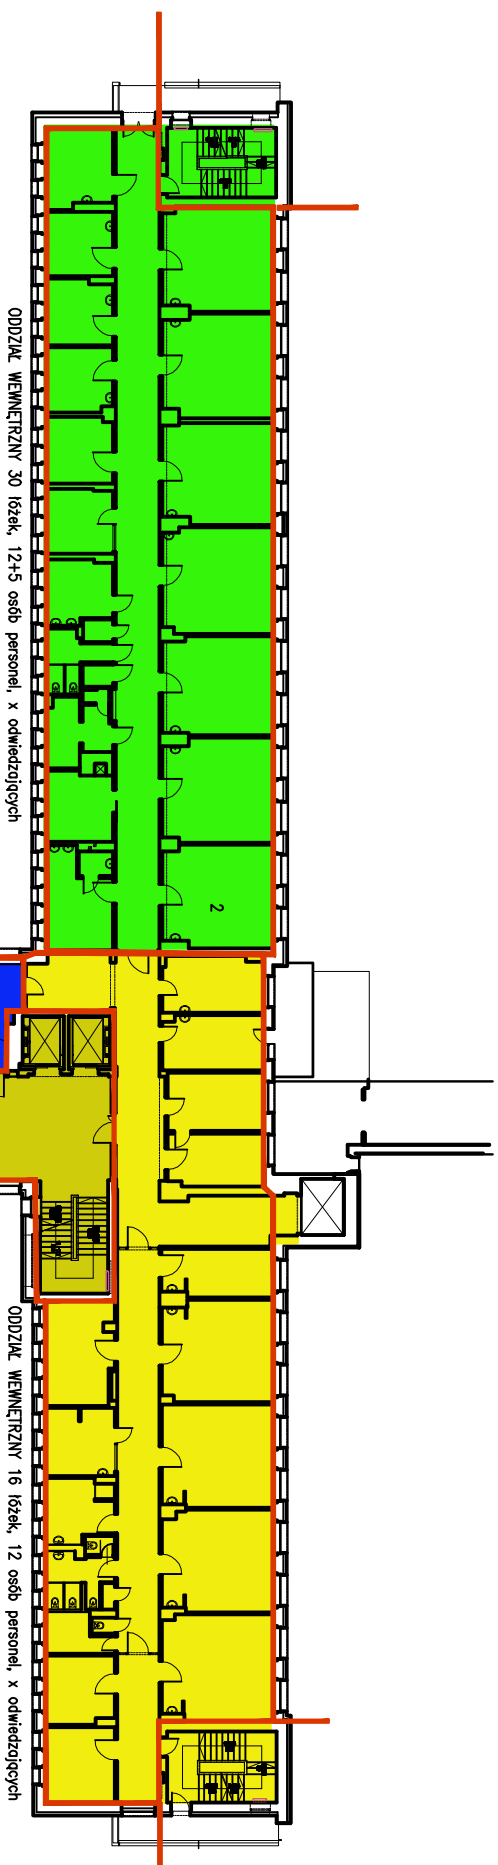 ODDZIAŁ WEWNĘTRZNY 30 łóżek, 12+5 osób personel, x odwiedzających
2
ODDZIAŁ WEWNĘTRZNY 16 łóżek, 12 osób personel, x odwiedzających